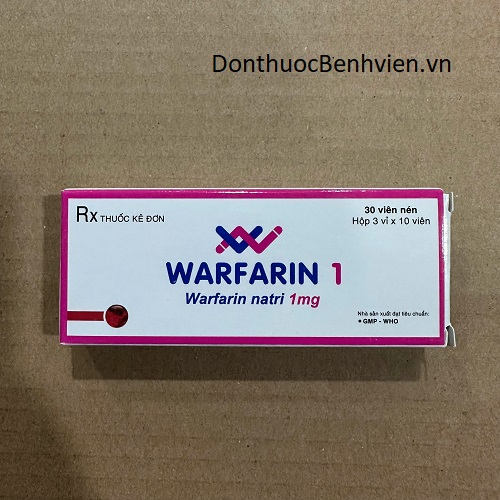 DonthuocBenhvien.vn
Rx THUỐC KÊ ĐƠN
30 viên nén
Hộp 3 vỉ x 10 viên
WARFARIN 1
Warfarin natri 1mg
Nhà sản xuất đạt tiêu chuẩn:
• GMP - WHO